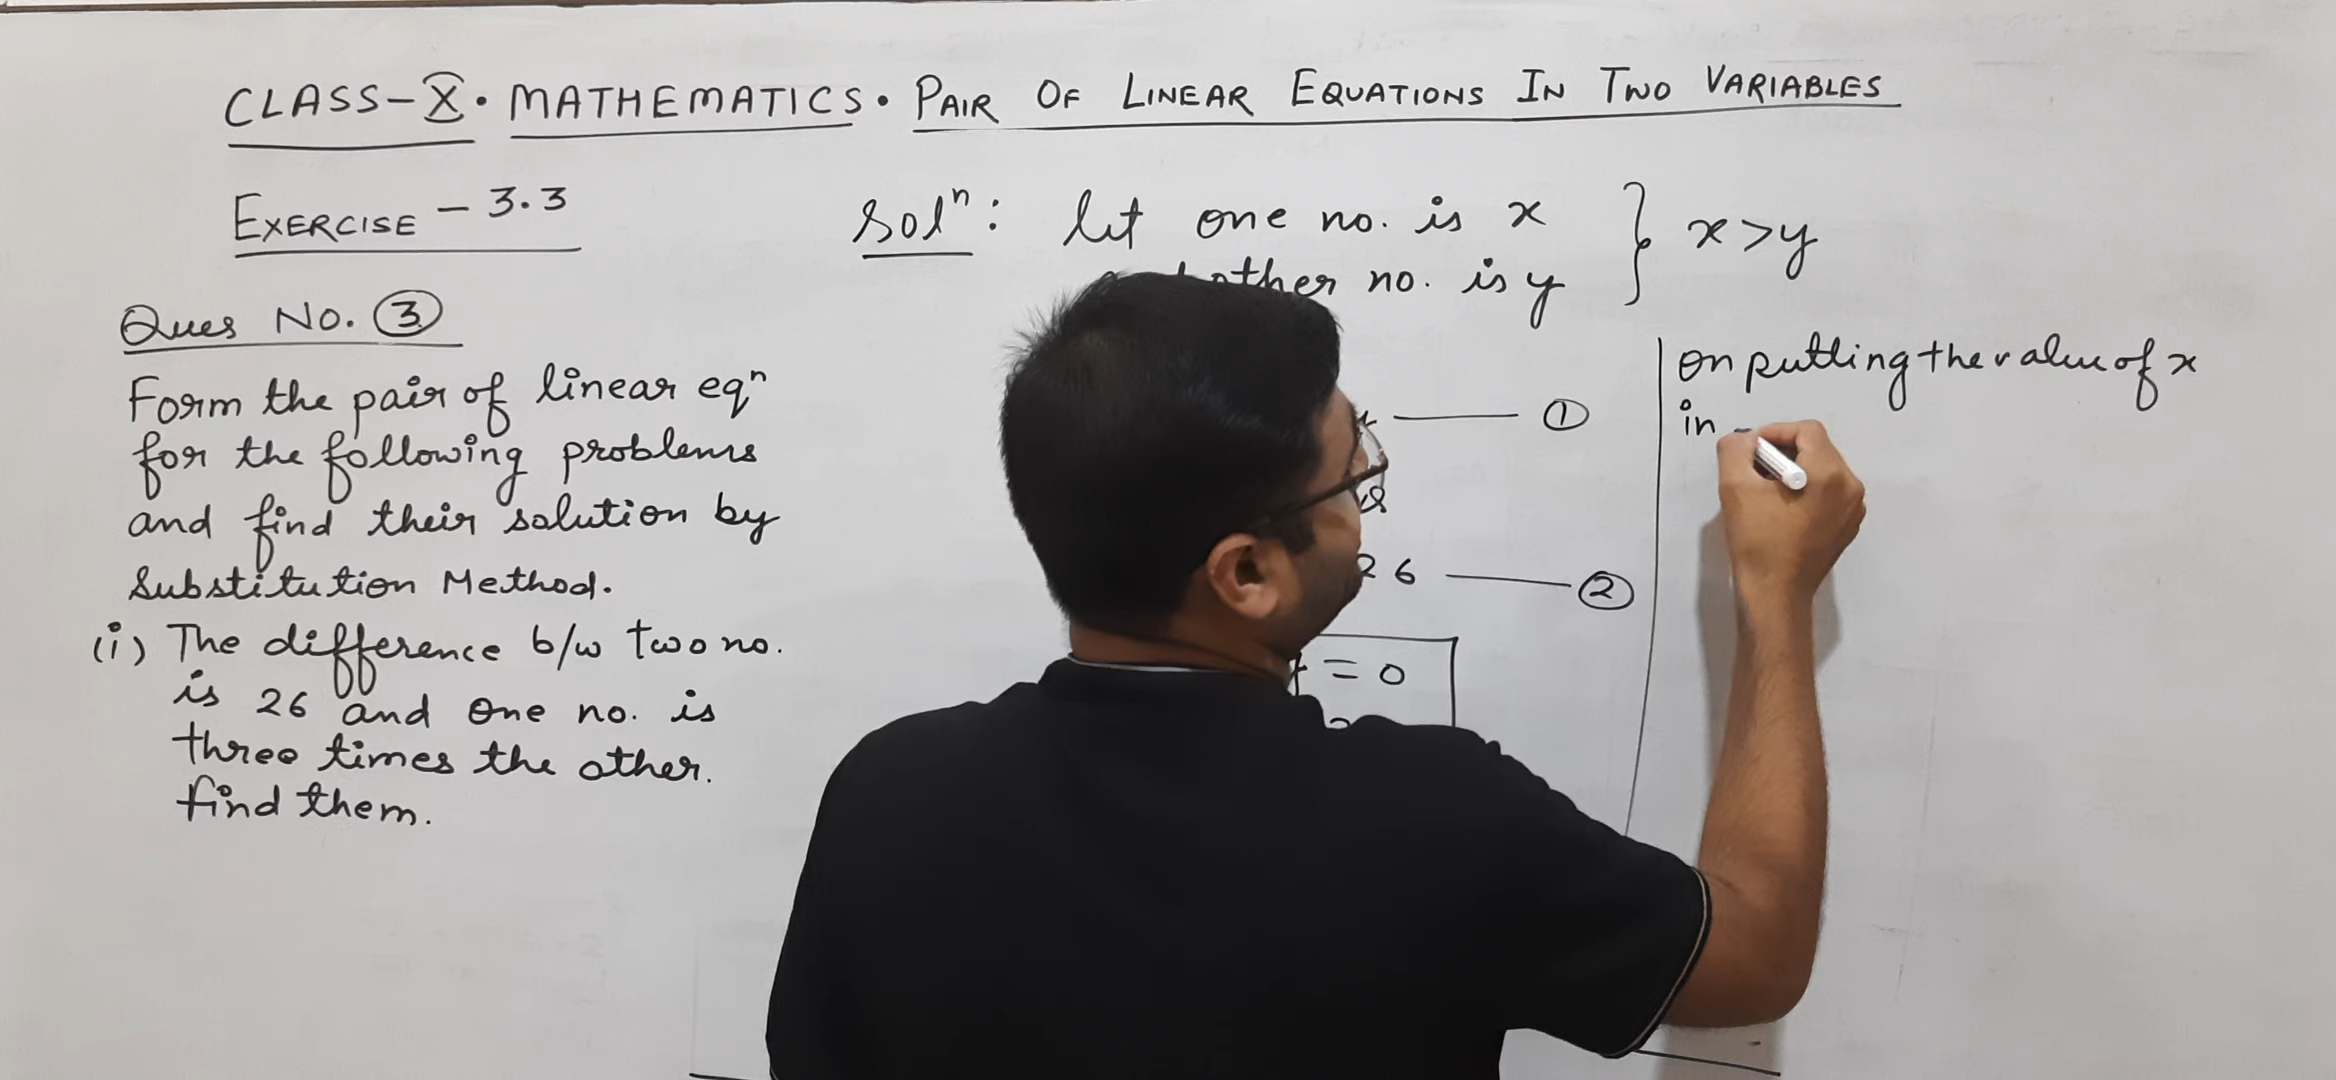 CLASS-X. MATHEMATICS. PAIR OF LINEAR EQUATIONS IN TWO VARIABLES
EXERCISE - 3.3
Ques No. 3
Form the pair of linear eqⁿ
for the following problems
and find their solution by
Substitution Method.
(i) The difference b/w two no.
is 26 and one no. is
three times the other.
find them.
Solⁿ: let one no. is x } x>y
other no. is y
1
26 2
= 0
on putting the value of x
in